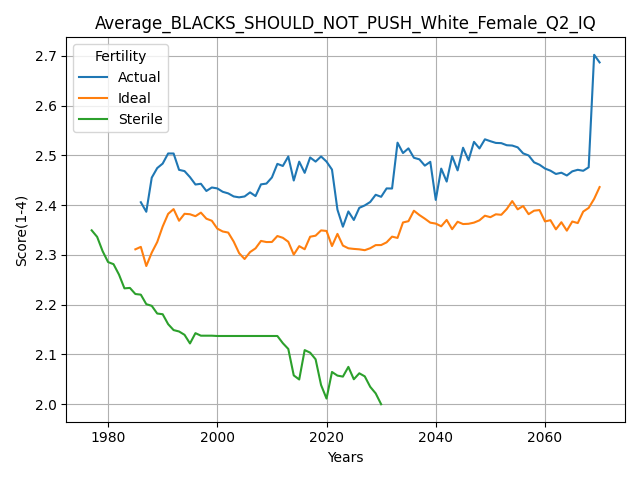 Average_BLACKS_SHOULD_NOT_PUSH_White_Female_Q2_IQ
Fertility
Actual
Ideal
Sterile
Score(1-4)
2.7
2.6
2.5
2.4
2.3
2.2
2.1
2.0
1980 2000 2020 2040 2060
Years